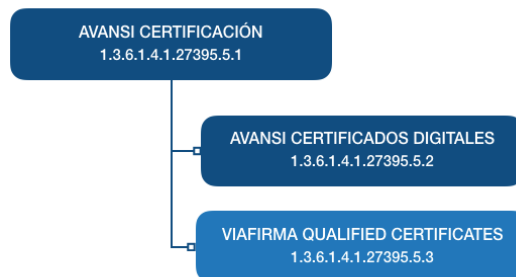 AVANSI CERTIFICACIÓN
1.3.6.1.4.1.27395.5.1
AVANSI CERTIFICADOS DIGITALES
1.3.6.1.4.1.27395.5.2
VIAFIRMA QUALIFIED CERTIFICATES
1.3.6.1.4.1.27395.5.3